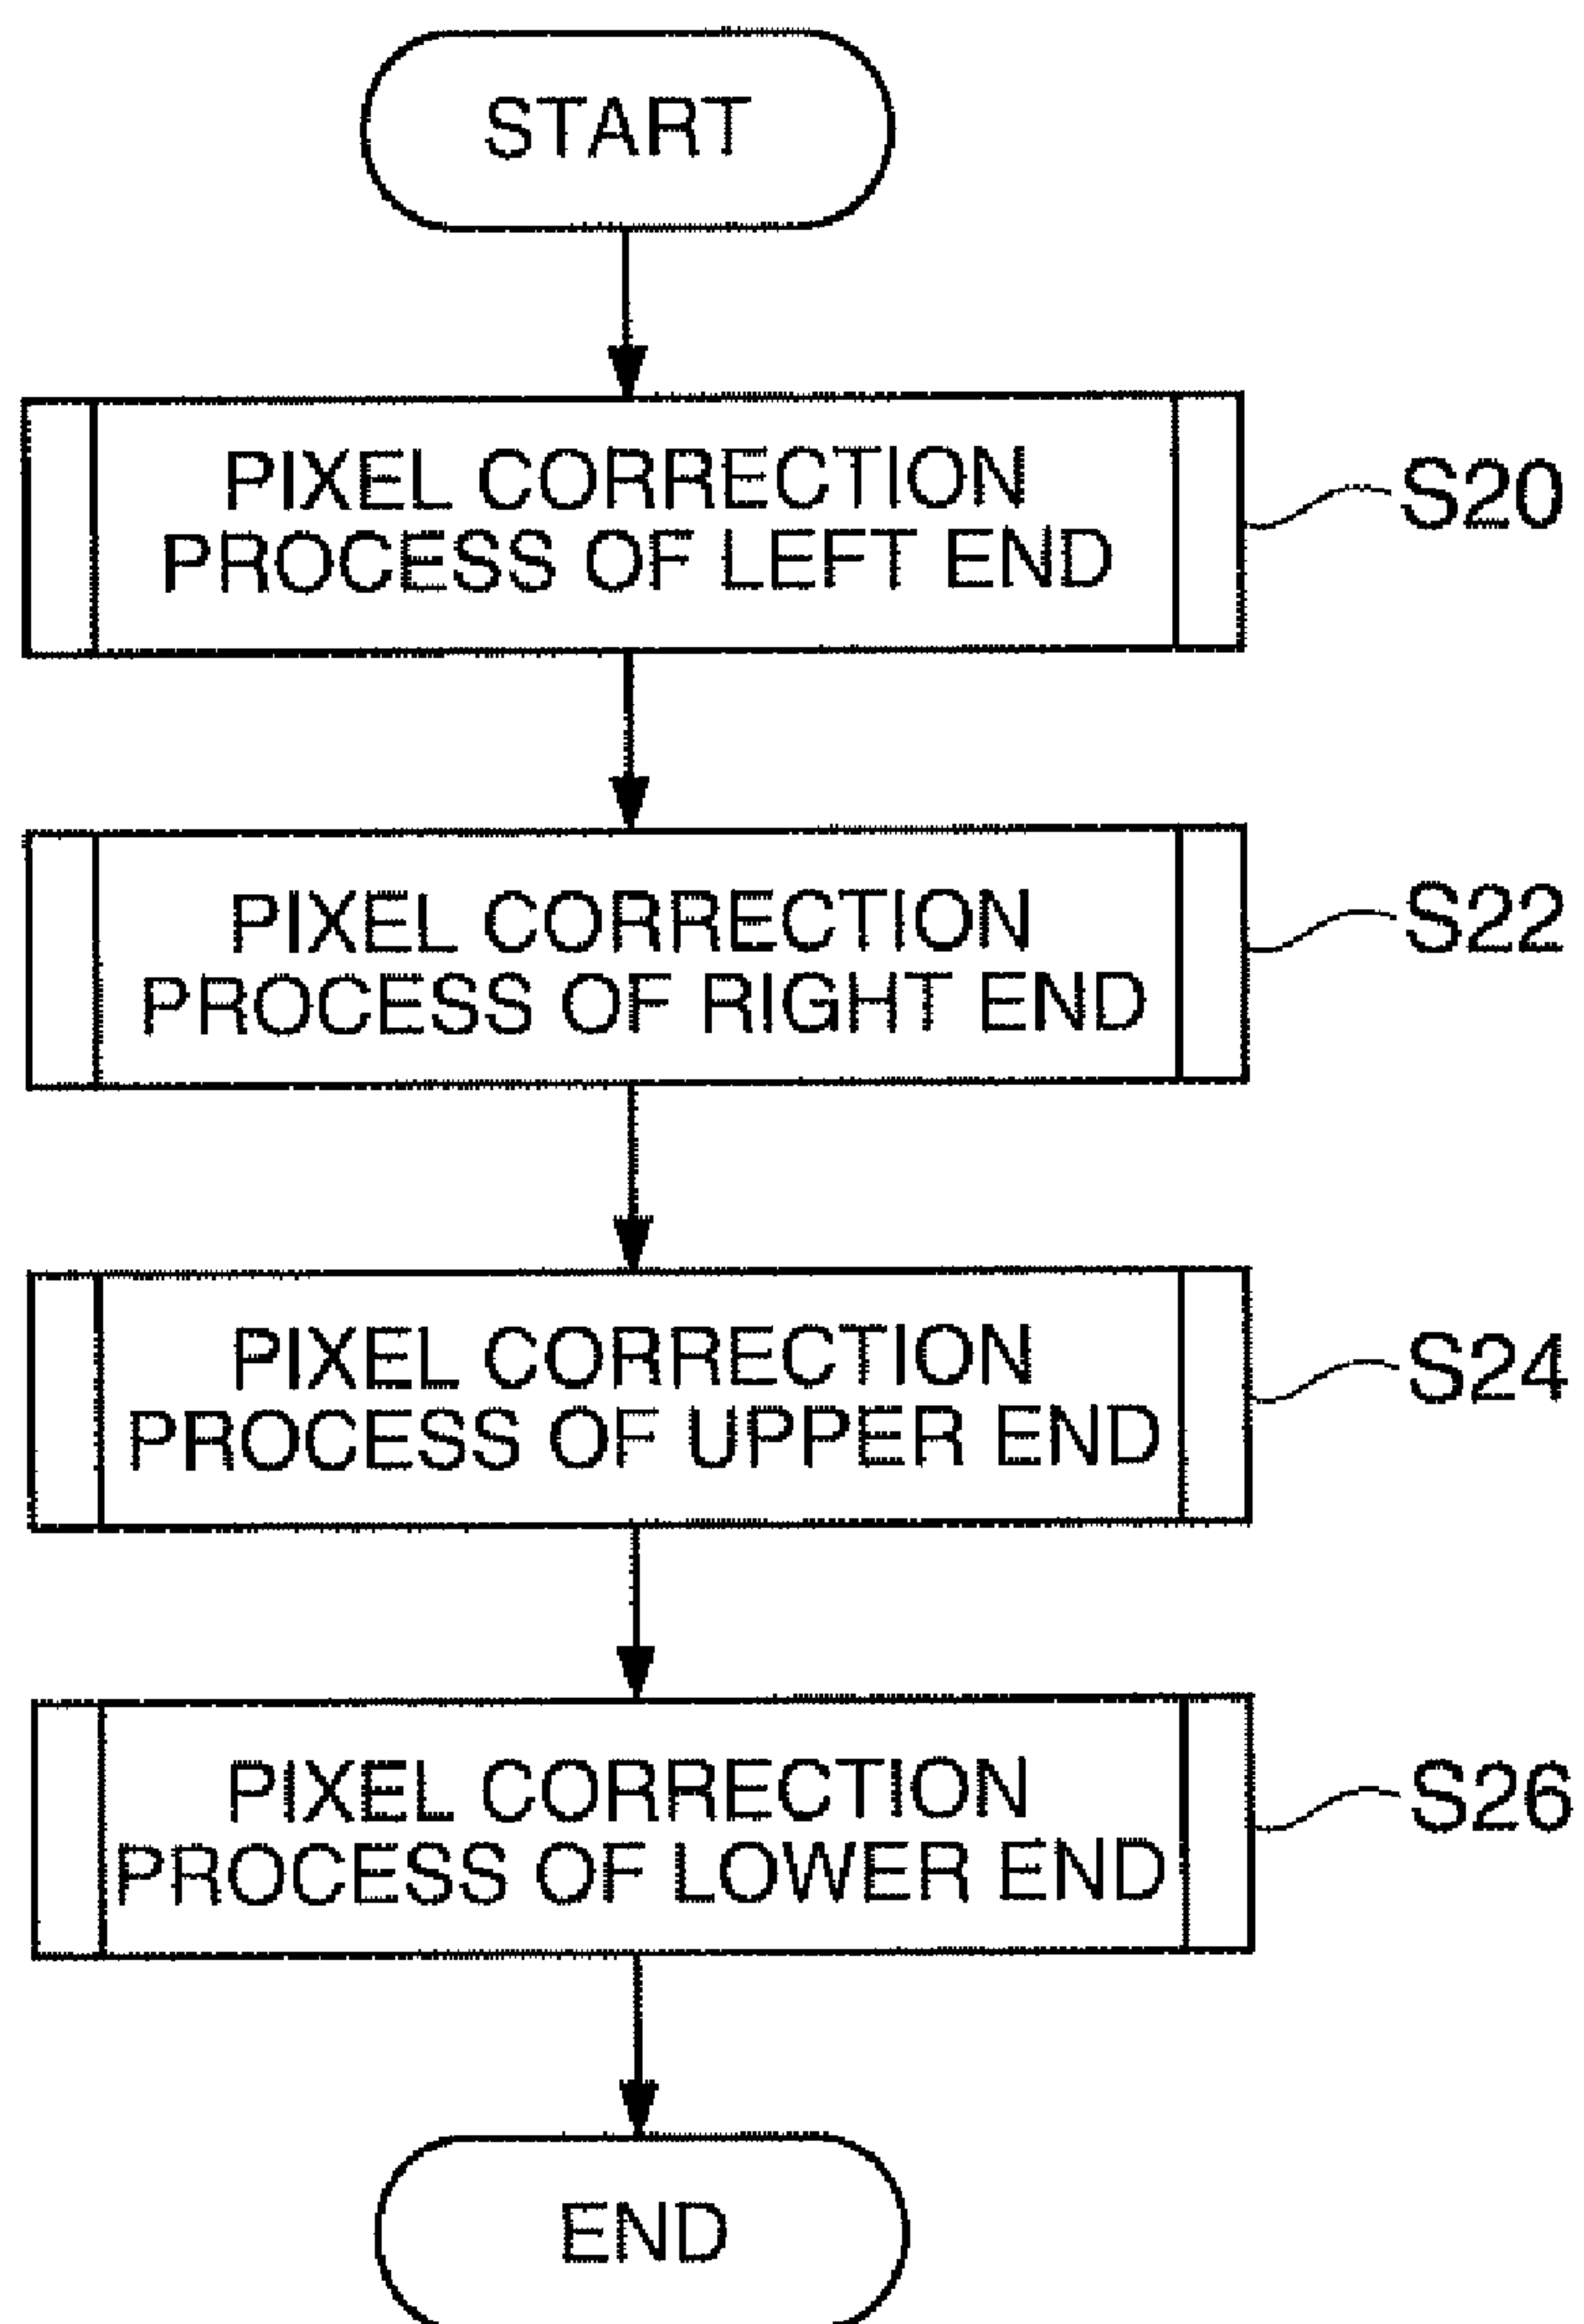 START
PIXEL CORRECTION
PROCESS OF LEFT END
S20
PIXEL CORRECTION
PROCESS OF RIGHT END
S22
PIXEL CORRECTION
PROCESS OF UPPER END
S24
PIXEL CORRECTION
PROCESS OF LOWER END
S26
END